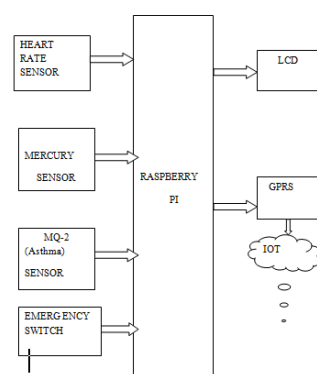 HEART
RATE
SENSOR
MERCURY
SENSOR
MQ-2
(Asthma)
SENSOR
EMERGENCY
SWITCH
RASPBERRY
PI
LCD
GPRS
IOT